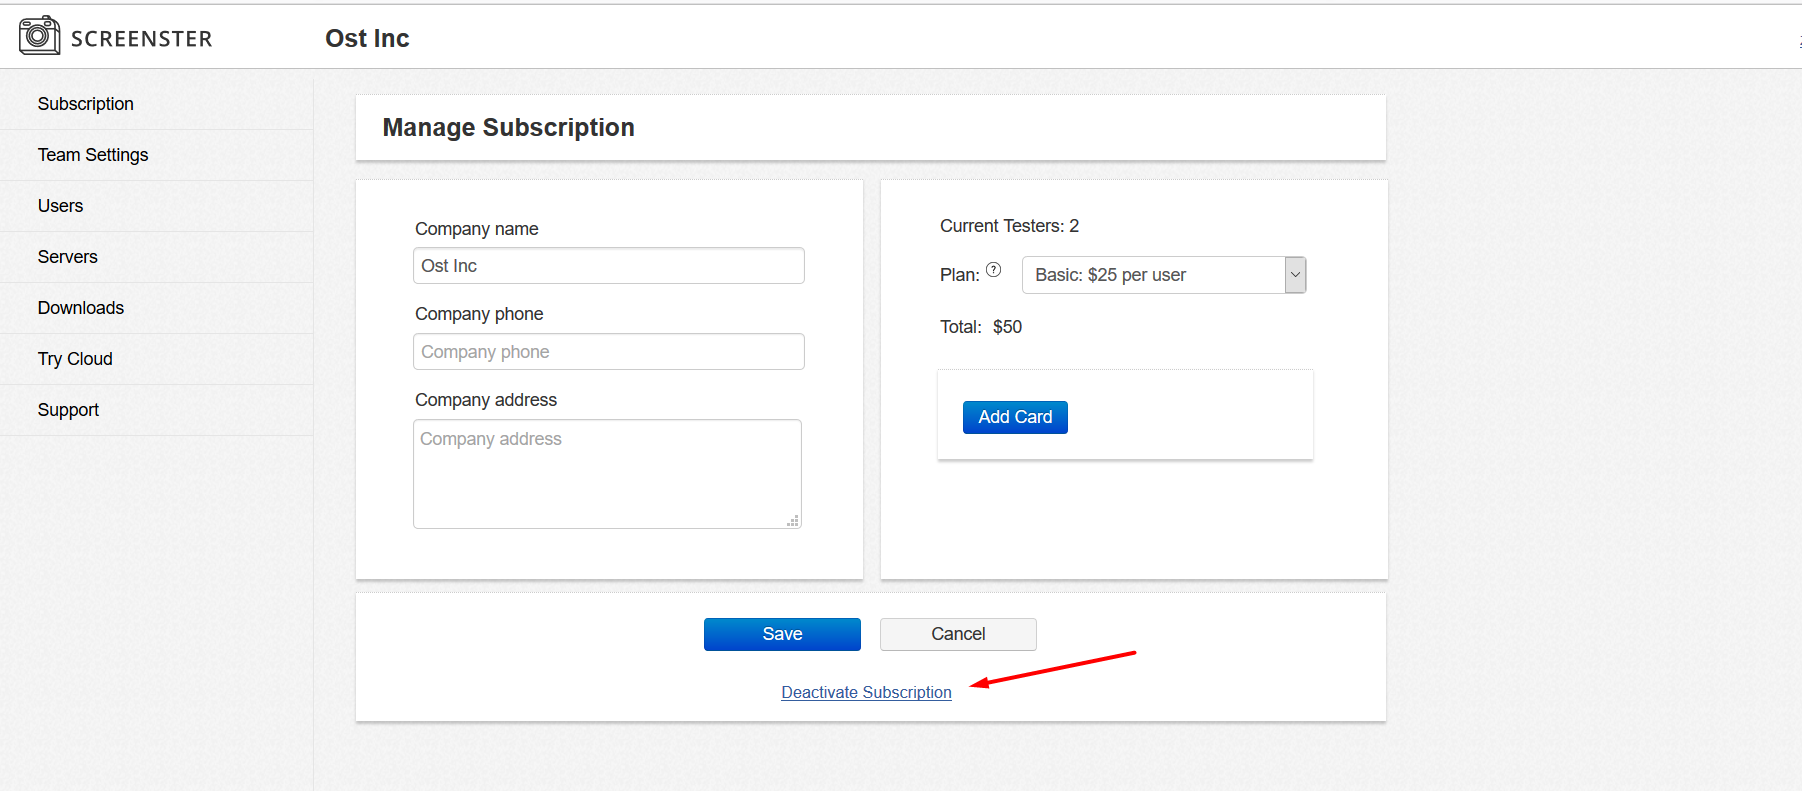 SCREENSTER
Ost Inc
Subscription
Team Settings
Users
Servers
Downloads
Try Cloud
Support
Manage Subscription
Company name
Ost Inc
Company phone
Company phone
Company address
Company address
Current Testers: 2
Plan: ? Basic: $25 per user
Total: $50
Add Card
Save Cancel
Deactivate Subscription